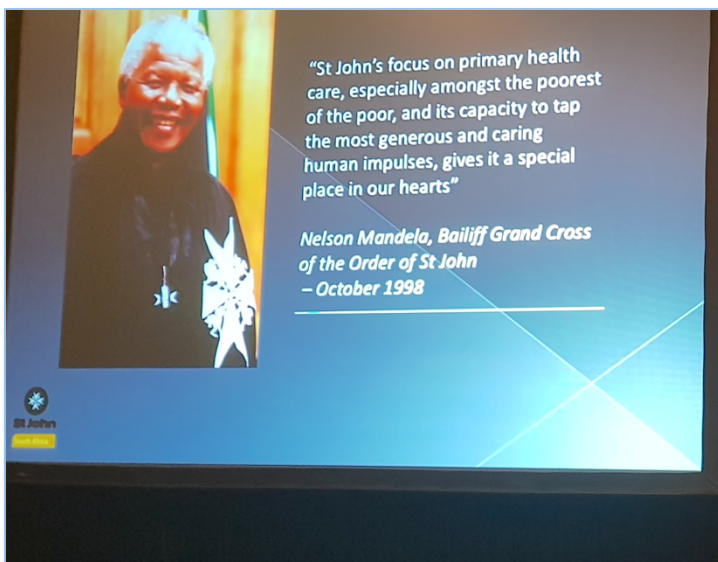 “St John’s focus on primary health
care, especially amongst the poorest
of the poor, and its capacity to tap
the most generous and caring
human impulses, gives it a special
place in our hearts”
Nelson Mandela, Bailiff Grand Cross
of the Order of St John
– October 1998
St John
South Africa